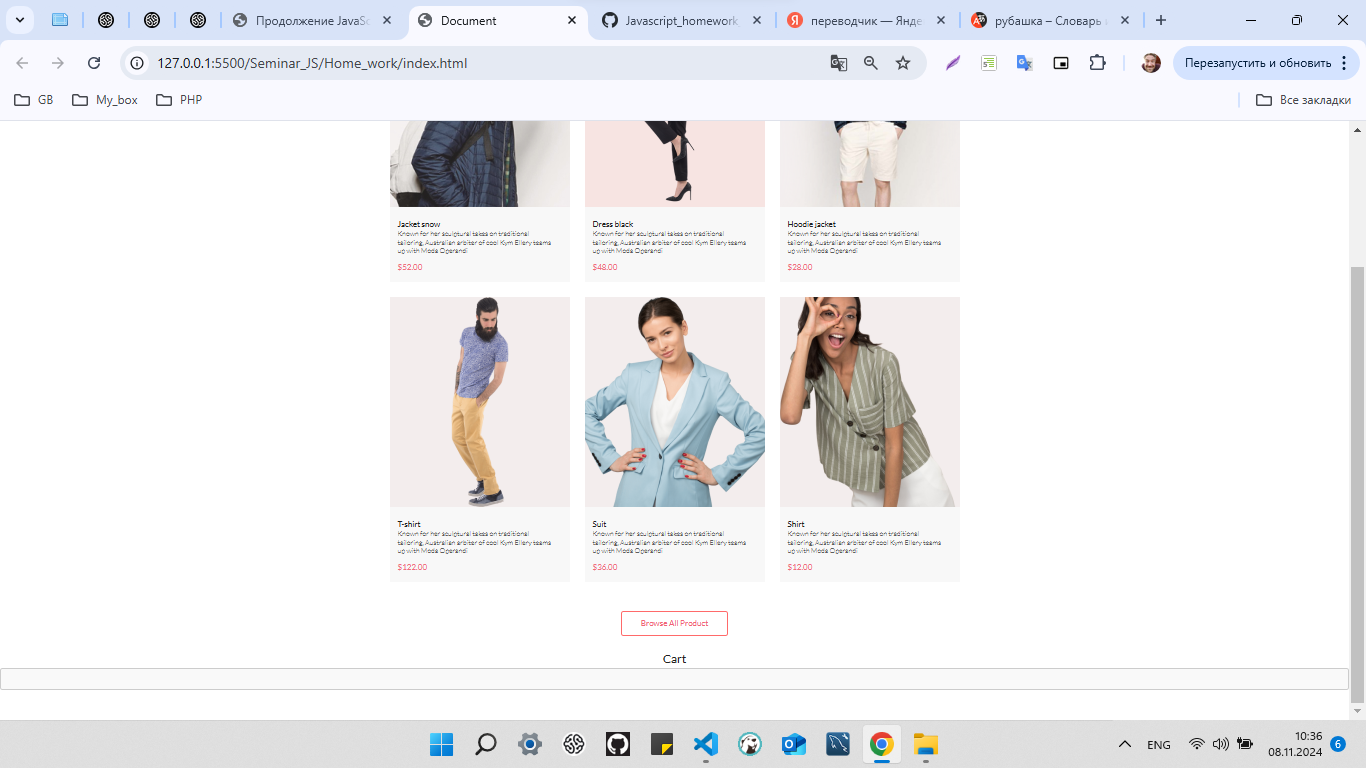 Продолжение JavaSc
Document
Javascript_homework
переводчик — Янде
рубашка – Словарь
127.0.0.1:5500/Seminar_JS/Home_work/index.html
Перезапустить и обновить
GB
My_box
PHP
Все закладки
Jacket snow
Known for her sculptural takes on traditional
tailoring, Australian arbiter of cool Kym Ellery teams
up with Moda Operandi
$52.00
Dress black
Known for her sculptural takes on traditional
tailoring, Australian arbiter of cool Kym Ellery teams
up with Moda Operandi
$48.00
Hoodie jacket
Known for her sculptural takes on traditional
tailoring, Australian arbiter of cool Kym Ellery teams
up with Moda Operandi
$28.00
T-shirt
Known for her sculptural takes on traditional
tailoring, Australian arbiter of cool Kym Ellery teams
up with Moda Operandi
$122.00
Suit
Known for her sculptural takes on traditional
tailoring, Australian arbiter of cool Kym Ellery teams
up with Moda Operandi
$36.00
Shirt
Known for her sculptural takes on traditional
tailoring, Australian arbiter of cool Kym Ellery teams
up with Moda Operandi
$12.00
Browse All Product
Cart
ENG
10:36
08.11.2024
6